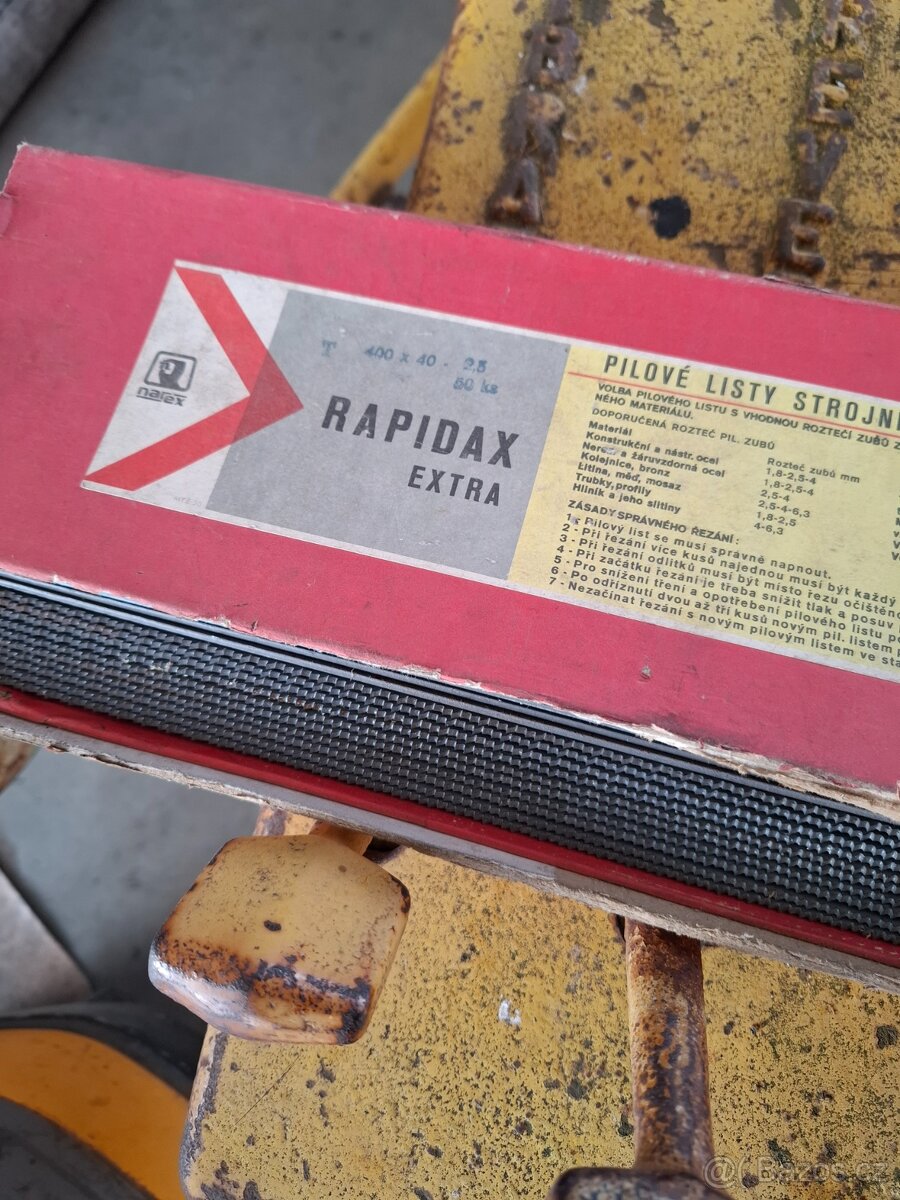 T 400 x 40 - 2,5
50 ks
narex
RAPIDAX
EXTRA
PILOVÉ LISTY STROJN
VOLBA PILOVÉHO LISTU S VHODNOU ROZTEČÍ ZUBŮ Z
NÉHO MATERIÁLU.
DOPORUČENÁ ROZTEČ PIL. ZUBŮ
Materiál Rozteč zubů mm
Konstrukční a nástr. ocel 1,8-2,5-4
Nerez a žáruvzdorná ocel 1,8-2,5-4
Kolejnice, bronz 2,5-4
Litina, měď, mosaz 2,5-4-6,3
Trubky, profily 1,8-2,5
Hliník a jeho slitiny 4-6,3
ZÁSADY SPRÁVNÉHO ŘEZÁNÍ :
1 - Pilový list se musí správně napnout.
2 - Při řezání více kusů najednou musí být každý
3 - Při řezání odlitků musí být místo řezu očištěno
4 - Při začátku řezání je třeba snížit tlak a posuv
5 - Pro snížení tření a opotřebení pilového listu
6 - Po odříznutí dvou až tří kusů novým pil. listem
7 - Nezačínat řezání s novým pilovým listem ve
@ Bazos.cz